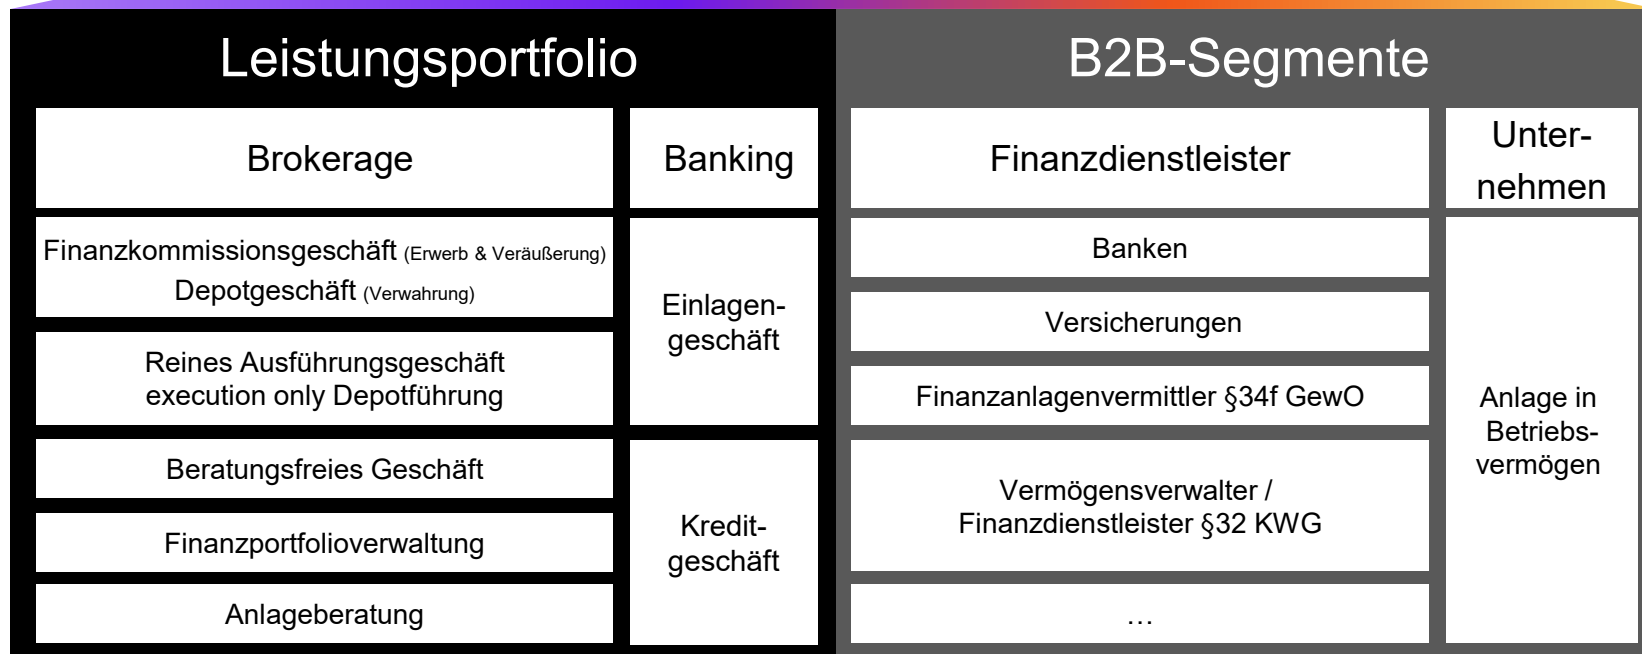 Leistungsportfolio
Brokerage
Banking
Finanzkommissionsgeschäft (Erwerb & Veräußerung)
Depotgeschäft (Verwahrung)
Reines Ausführungsgeschäft
execution only Depotführung
Beratungsfreies Geschäft
Finanzportfolioverwaltung
Anlageberatung
Einlagen-
geschäft
Kredit-
geschäft
B2B-Segmente
Finanzdienstleister
Unter-
nehmen
Banken
Versicherungen
Finanzanlagenvermittler §34f GewO
Vermögensverwalter /
Finanzdienstleister §32 KWG
…
Anlage in
Betriebs-
vermögen